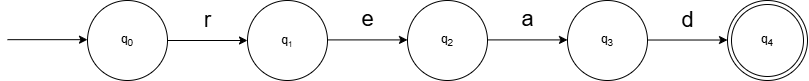 q₀ r q₁ e q₂ a q₃ d q₄